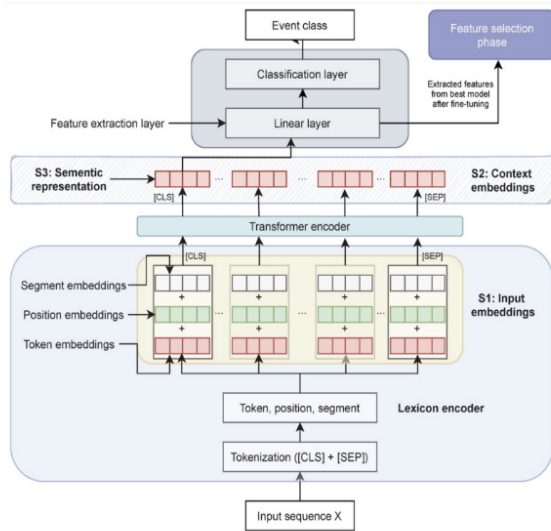 Event class
Feature selection
phase
Classification layer
Extracted features
from best model
after fine-tuning
Feature extraction layer
Linear layer
S3: Sementic
representation
S2: Context
embeddings
[CLS]
[SEP]
Transformer encoder
[CLS]
[SEP]
Segment embeddings
S1: Input
embeddings
Position embeddings
Token embeddings
+ + + +
+ + + +
... ... ...
... ... ...
Token, position, segment
Lexicon encoder
Tokenization ([CLS] + [SEP])
Input sequence X